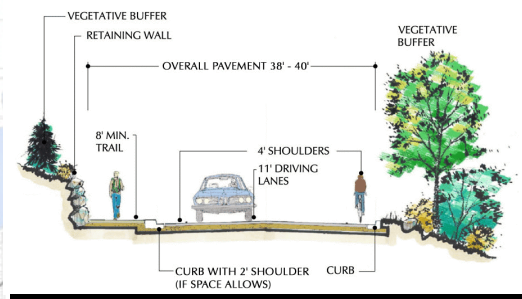 VEGETATIVE BUFFER
RETAINING WALL
VEGETATIVE
BUFFER
OVERALL PAVEMENT 38' - 40'
8' MIN.
TRAIL
4' SHOULDERS
11' DRIVING
LANES
CURB WITH 2' SHOULDER
(IF SPACE ALLOWS)
CURB